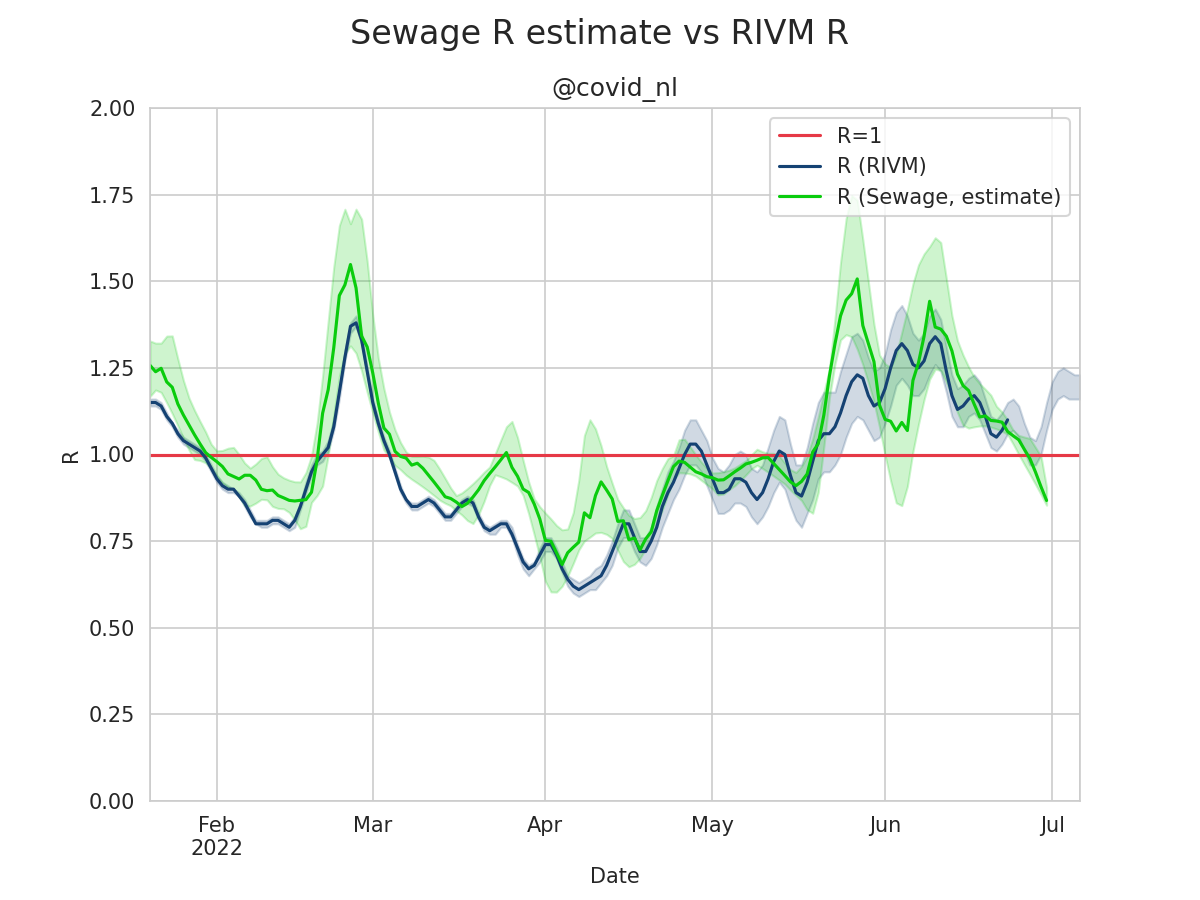 Sewage R estimate vs RIVM R
@covid_nl
R=1
R (RIVM)
R (Sewage, estimate)
2.00
1.75
1.50
1.25
1.00
0.75
0.50
0.25
0.00
R
Feb
2022
Mar
Apr
May
Jun
Jul
Date